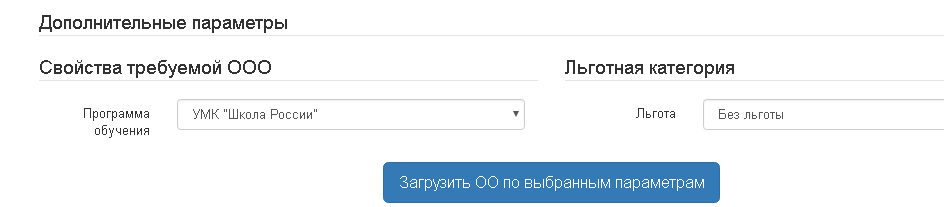 Дополнительные параметры
Свойства требуемой ООО
Льготная категория
Программа обучения
УМК "Школа России"
Льгота
Без льготы
Загрузить ОО по выбранным параметрам